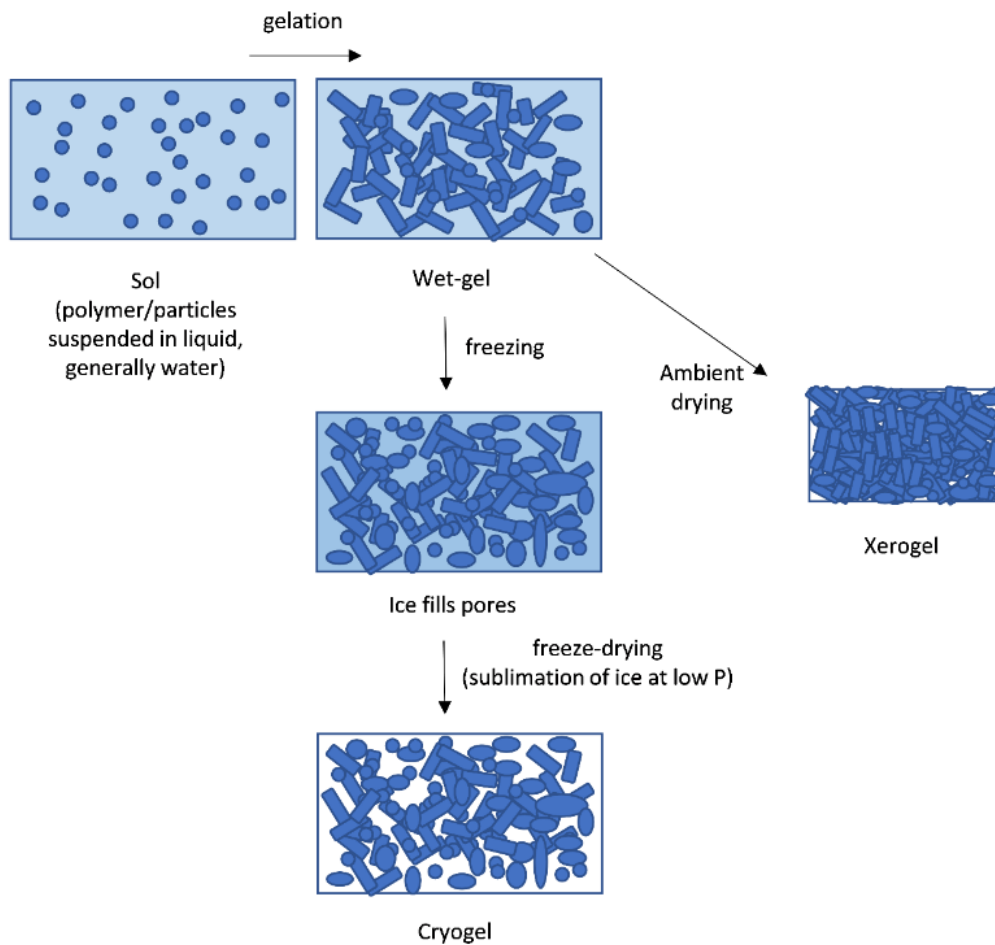 gelation
Sol
(polymer/particles
suspended in liquid,
generally water)
Wet-gel
freezing
Ambient
drying
Xerogel
Ice fills pores
freeze-drying
(sublimation of ice at low P)
Cryogel